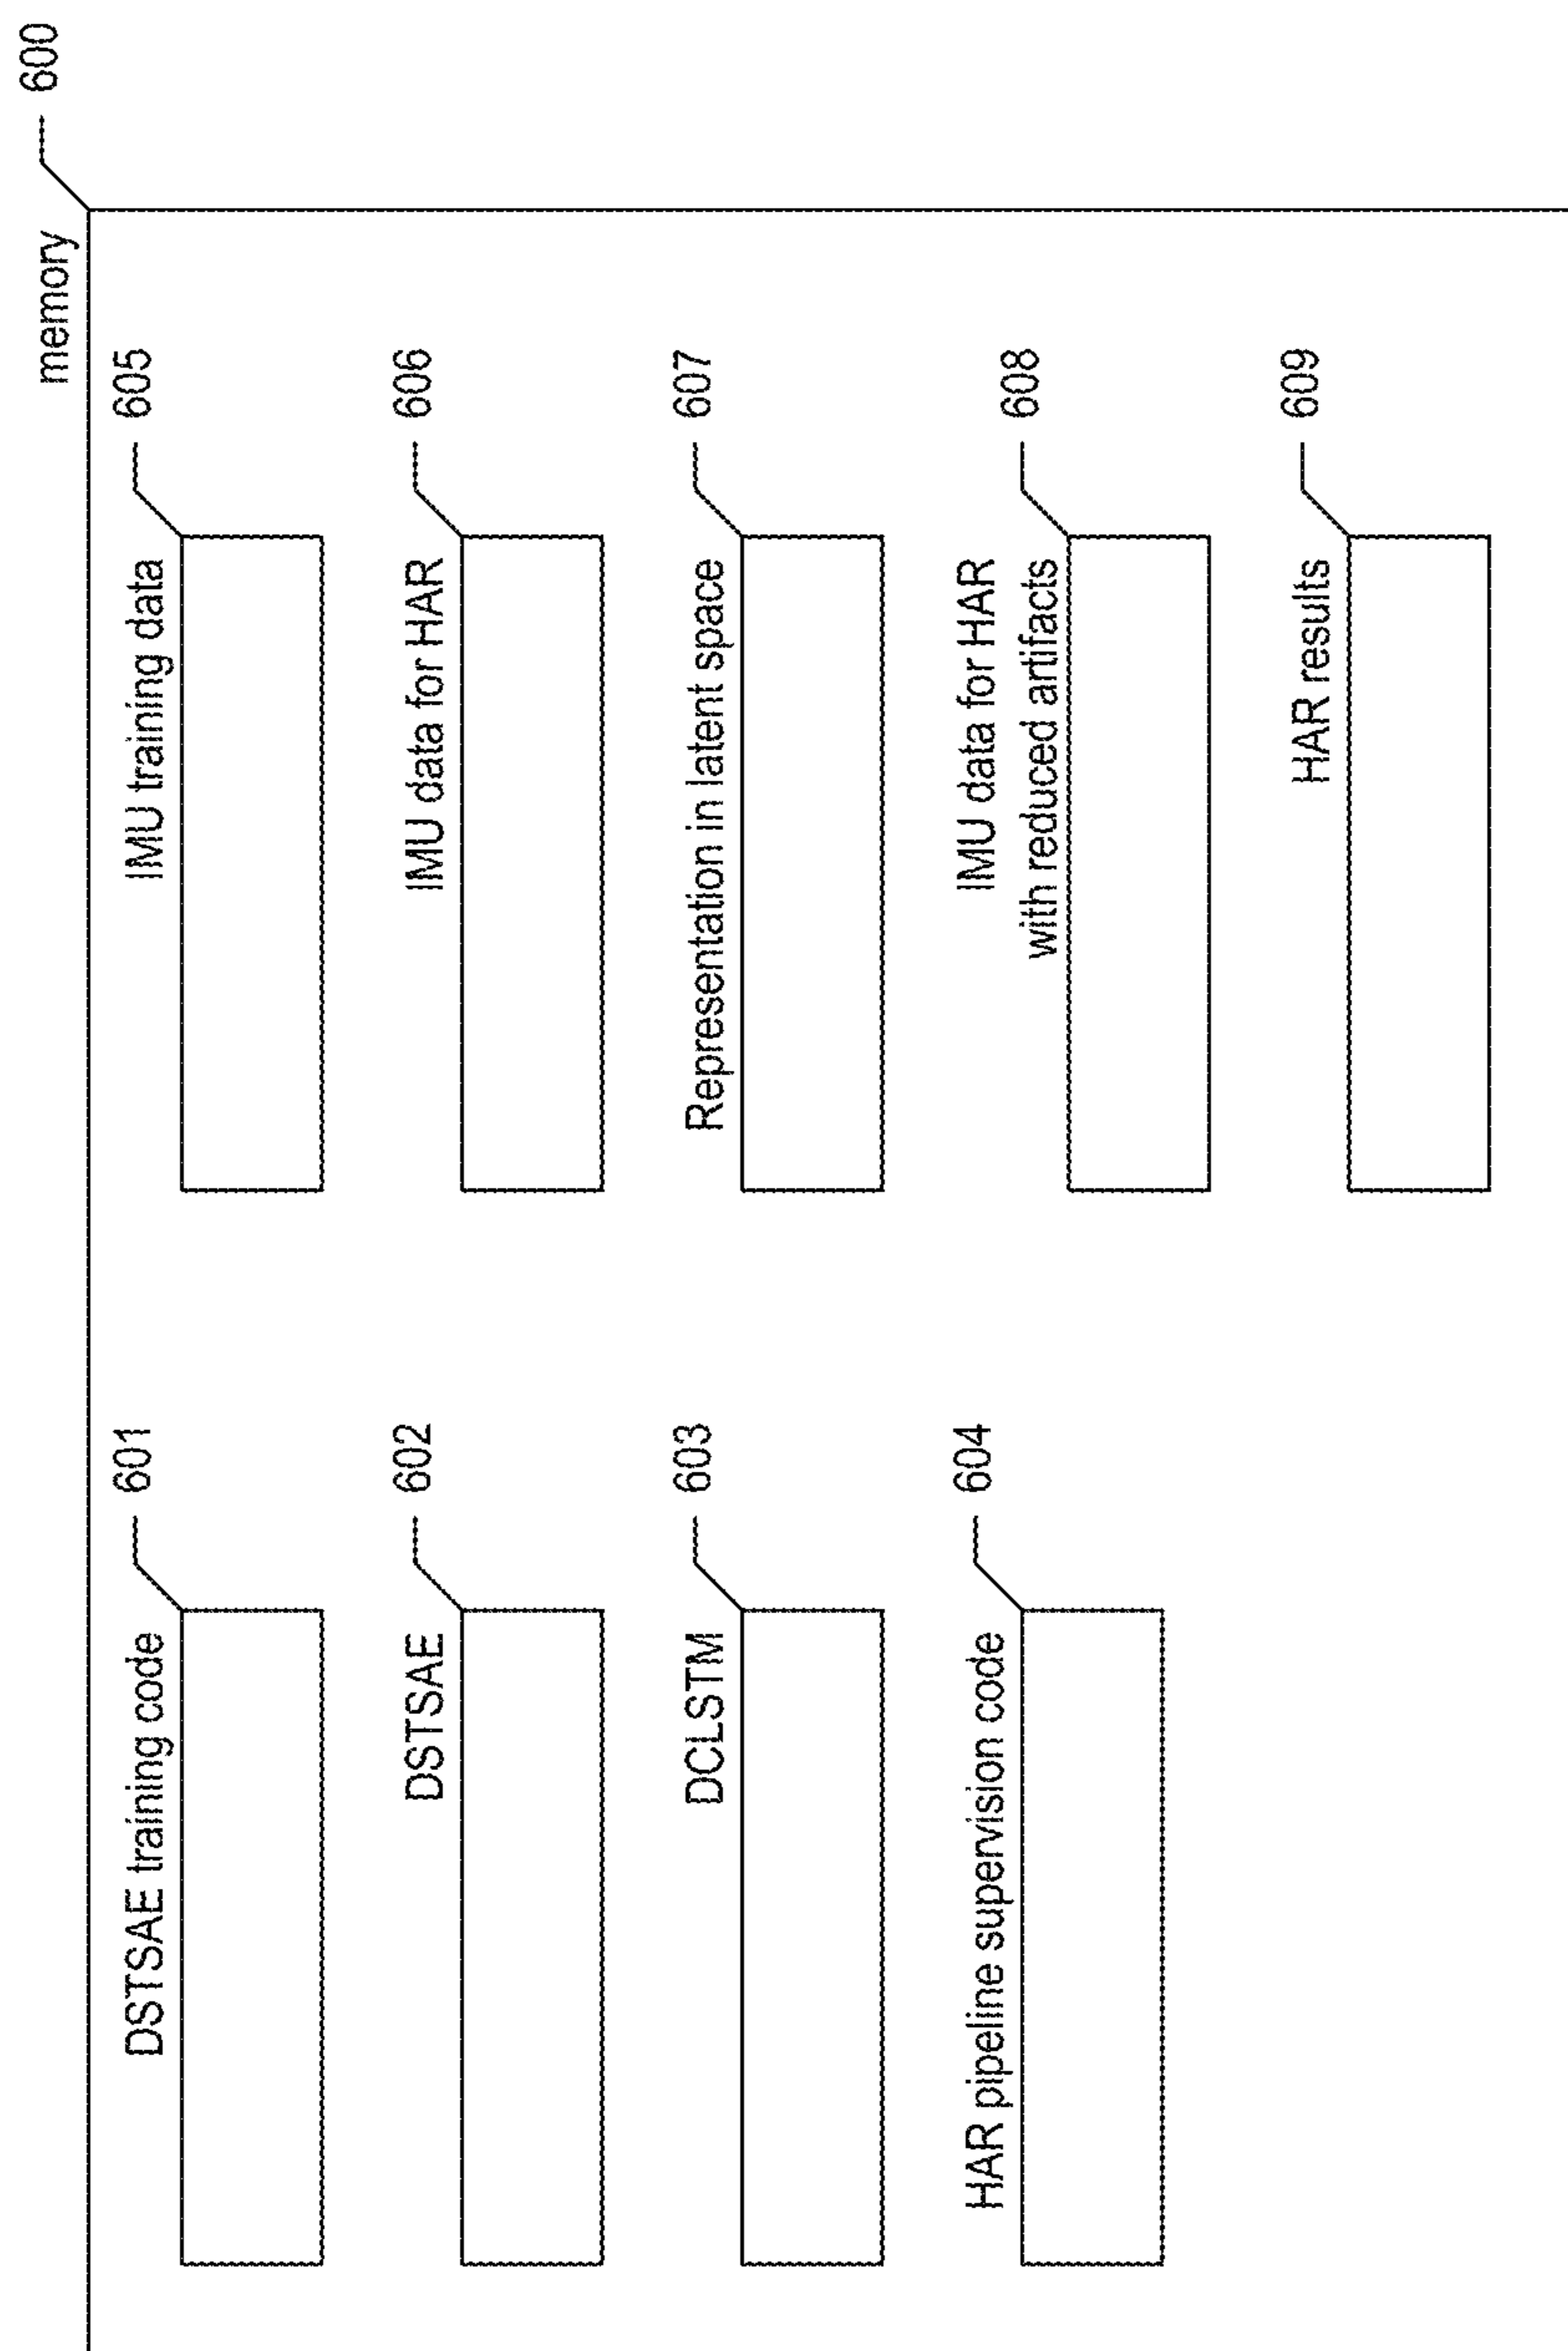 memory
600
DSTSAE training code
601
DSTSAE
602
DCLSTM
603
HAR pipeline supervision code
604
IMU training data
605
IMU data for HAR
606
Representation in latent space
607
IMU data for HAR
with reduced artifacts
608
HAR results
609